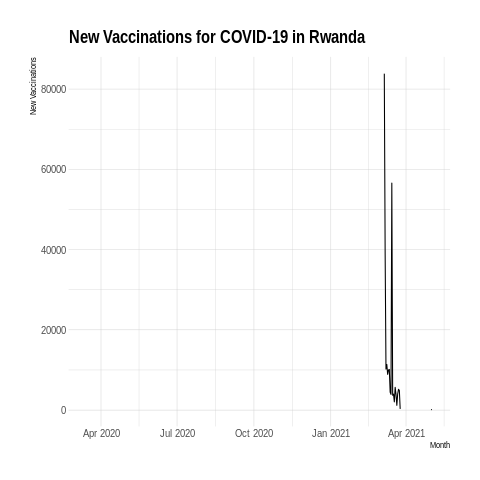 New Vaccinations for COVID-19 in Rwanda
New Vaccinations
80000
60000
40000
20000
0
Apr 2020 Jul 2020 Oct 2020 Jan 2021 Apr 2021
Month